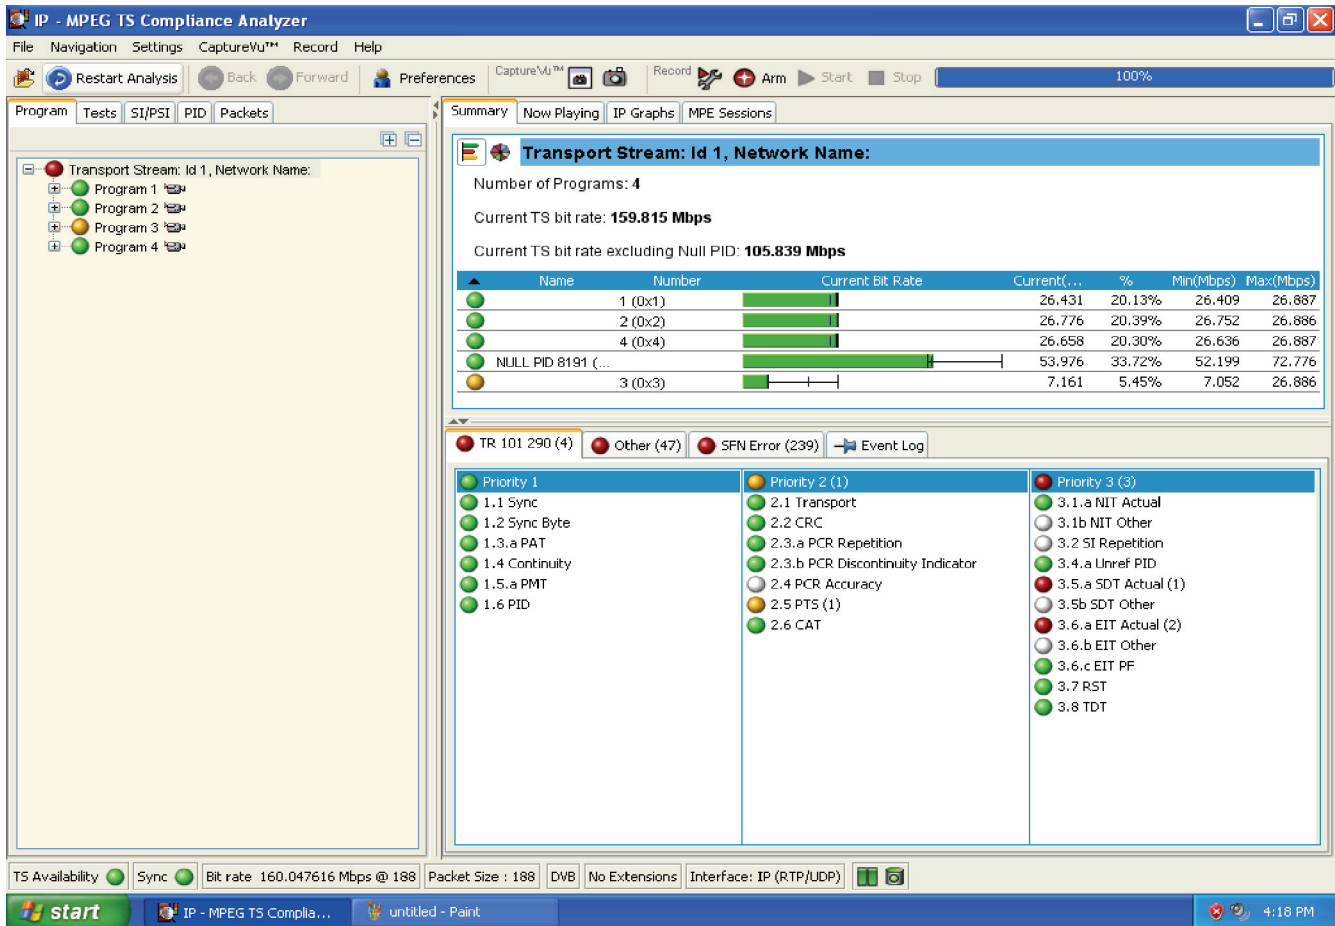 IP - MPEG TS Compliance Analyzer
File Navigation Settings CaptureVu™ Record Help
Restart Analysis Back Forward Preferences CaptureVu™ Record Arm Start Stop 100%
Program Tests SI/PSI PID Packets
Transport Stream: Id 1, Network Name:
Program 1
Program 2
Program 3
Program 4
Summary Now Playing IP Graphs MPE Sessions
Transport Stream: Id 1, Network Name:
Number of Programs: 4
Current TS bit rate: 159.815 Mbps
Current TS bit rate excluding Null PID: 105.839 Mbps
Name Number Current Bit Rate Current(... % Min(Mbps) Max(Mbps)
1 (0x1) 26.431 20.13% 26.409 26.887
2 (0x2) 26.776 20.39% 26.752 26.886
4 (0x4) 26.658 20.30% 26.636 26.887
NULL PID 8191 (... 53.976 33.72% 52.199 72.776
3 (0x3) 7.161 5.45% 7.052 26.886
TR 101 290 (4) Other (47) SFN Error (239) Event Log
Priority 1
1.1 Sync
1.2 Sync Byte
1.3.a PAT
1.4 Continuity
1.5.a PMT
1.6 PID
Priority 2 (1)
2.1 Transport
2.2 CRC
2.3.a PCR Repetition
2.3.b PCR Discontinuity Indicator
2.4 PCR Accuracy
2.5 PTS (1)
2.6 CAT
Priority 3 (3)
3.1.a NIT Actual
3.1b NIT Other
3.2 SI Repetition
3.4.a Unref PID
3.5.a SDT Actual (1)
3.5b SDT Other
3.6.a EIT Actual (2)
3.6.b EIT Other
3.6.c EIT PF
3.7 RST
3.8 TDT
TS Availability Sync Bit rate 160.047616 Mbps @ 188 Packet Size : 188 DVB No Extensions Interface: IP (RTP/UDP)
start IP - MPEG TS Complia... untitled - Paint 4:18 PM